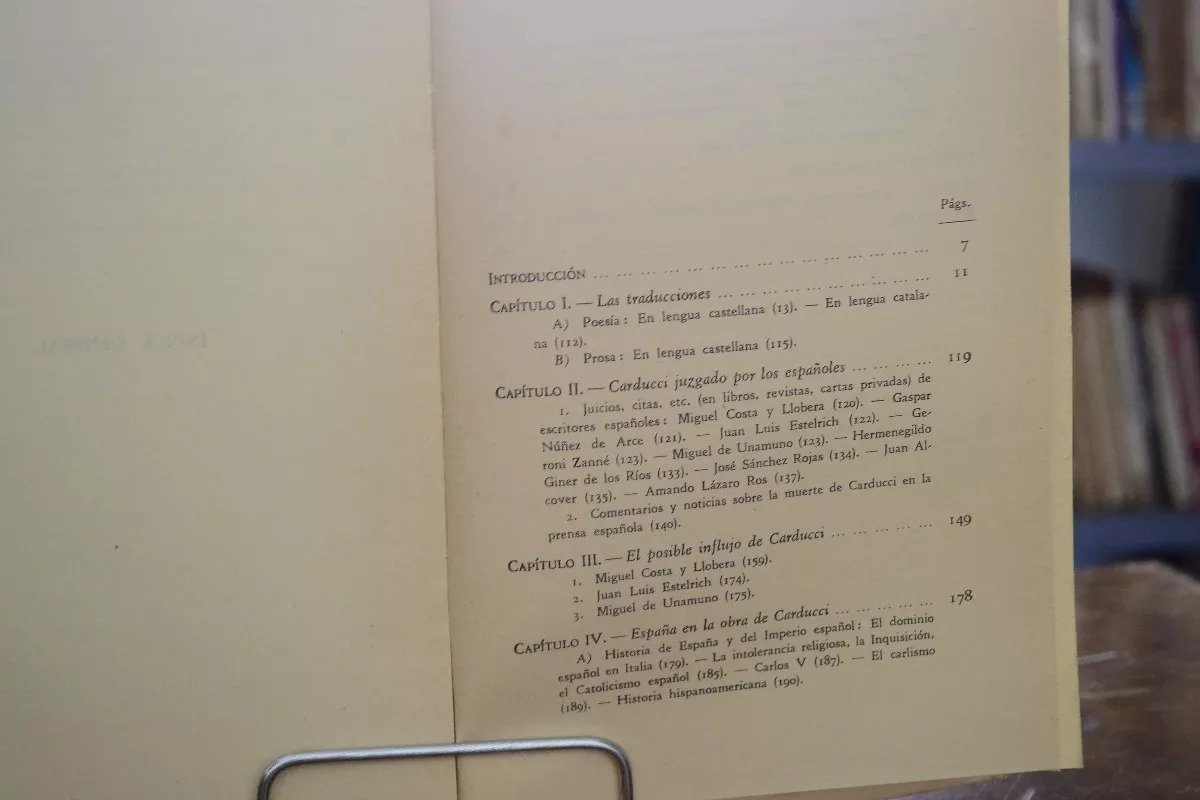 Págs.
INTRODUCCIÓN ... ... ... ... ... ... ... ... ... ... ... ... ... ... ... 7
CAPÍTULO I. — Las traducciones ... ... ... ... ... ... ... ... ... 11
A) Poesía: En lengua castellana (13). — En lengua catala-
na (112).
B) Prosa: En lengua castellana (115).
CAPÍTULO II. — Carducci juzgado por los españoles ... ... ... ... 119
1. Juicios, citas, etc. (en libros, revistas, cartas privadas) de
escritores españoles: Miguel Costa y Llobera (120). — Gaspar
Núñez de Arce (121). — Juan Luis Estelrich (122). — Ge-
roni Zanné (123). — Miguel de Unamuno (123). — Hermenegildo
Giner de los Ríos (133). — José Sánchez Rojas (134). — Juan Al-
cover (135). — Amando Lázaro Ros (137).
2. Comentarios y noticias sobre la muerte de Carducci en la
prensa española (140).
CAPÍTULO III. — El posible influjo de Carducci ... ... ... ... ... 149
1. Miguel Costa y Llobera (159).
2. Juan Luis Estelrich (174).
3. Miguel de Unamuno (175).
CAPÍTULO IV. — España en la obra de Carducci ... ... ... ... ... 178
A) Historia de España y del Imperio español: El dominio
español en Italia (179). — La intolerancia religiosa, la Inquisición,
el Catolicismo español (185). — Carlos V (187). — El carlismo
(189). — Historia hispanoamericana (190).